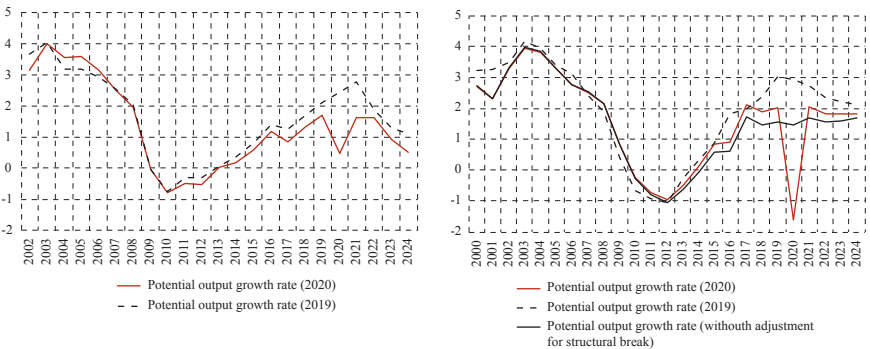 5
4
3
2
1
0
-1
-2
2002 2003 2004 2005 2006 2007 2008 2009 2010 2011 2012 2013 2014 2015 2016 2017 2018 2019 2020 2021 2022 2023 2024
Potential output growth rate (2020)
Potential output growth rate (2019)
5
4
3
2
1
0
-1
-2
2000 2001 2002 2003 2004 2005 2006 2007 2008 2009 2010 2011 2012 2013 2014 2015 2016 2017 2018 2019 2020 2021 2022 2023 2024
Potential output growth rate (2020)
Potential output growth rate (2019)
Potential output growth rate (withouth adjustment
for structural break)